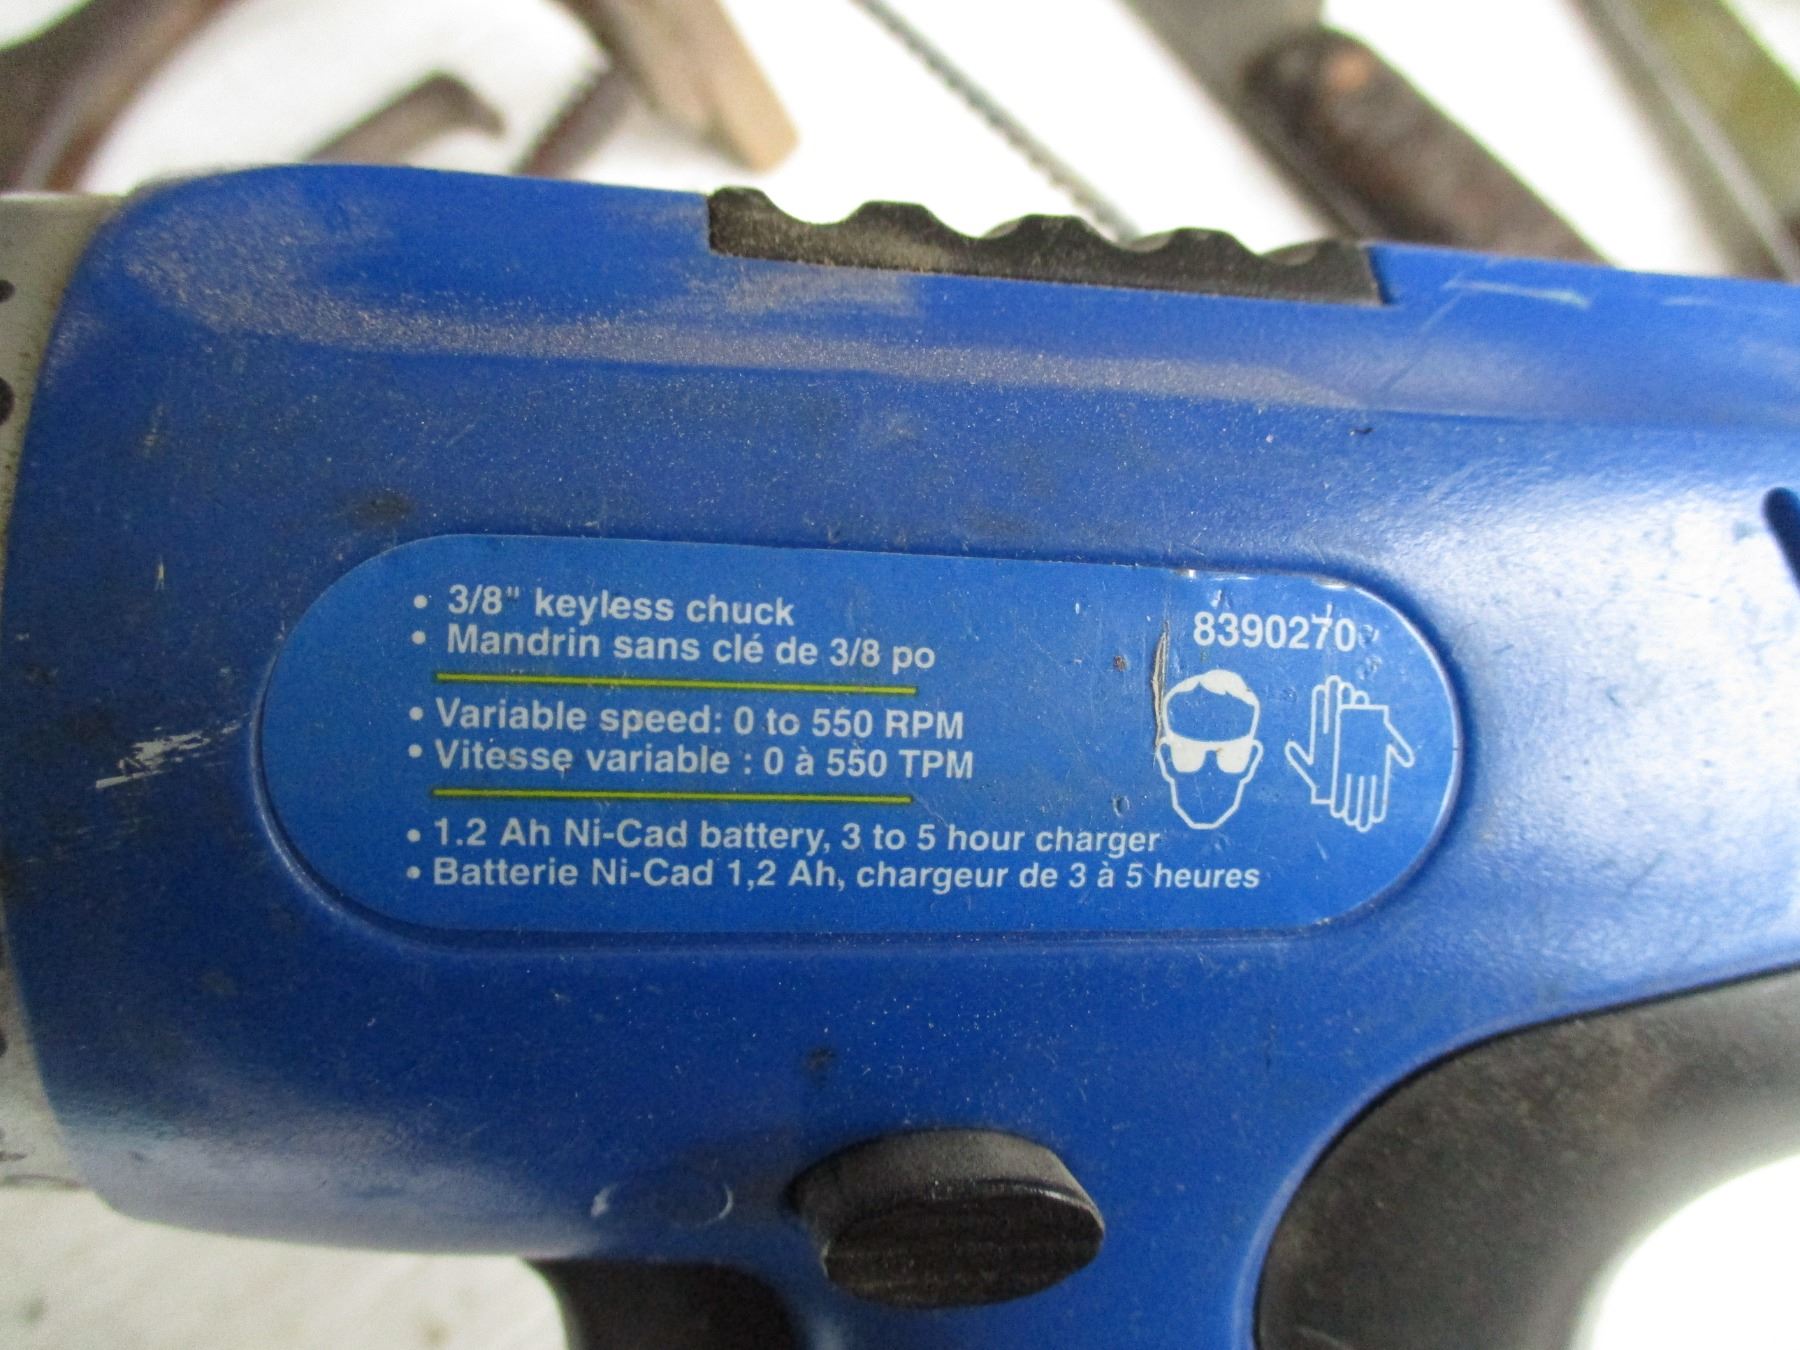 • 3/8" keyless chuck
• Mandrin sans clé de 3/8 po
• Variable speed: 0 to 550 RPM
• Vitesse variable : 0 à 550 TPM
• 1.2 Ah Ni-Cad battery, 3 to 5 hour charger
• Batterie Ni-Cad 1,2 Ah, chargeur de 3 à 5 heures
8390270